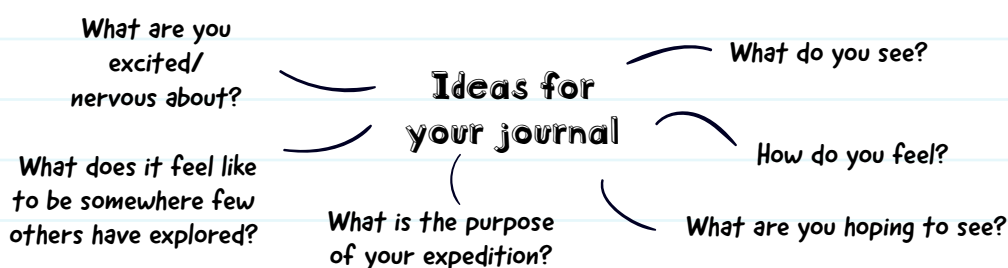 What are you
excited/
nervous about?
Ideas for
your journal
What do you see?
How do you feel?
What does it feel like
to be somewhere few
others have explored?
What is the purpose
of your expedition?
What are you hoping to see?